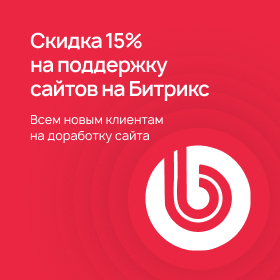 Скидка 15%
на поддержку
сайтов на Битрикс
Всем новым клиентам
на доработку сайта